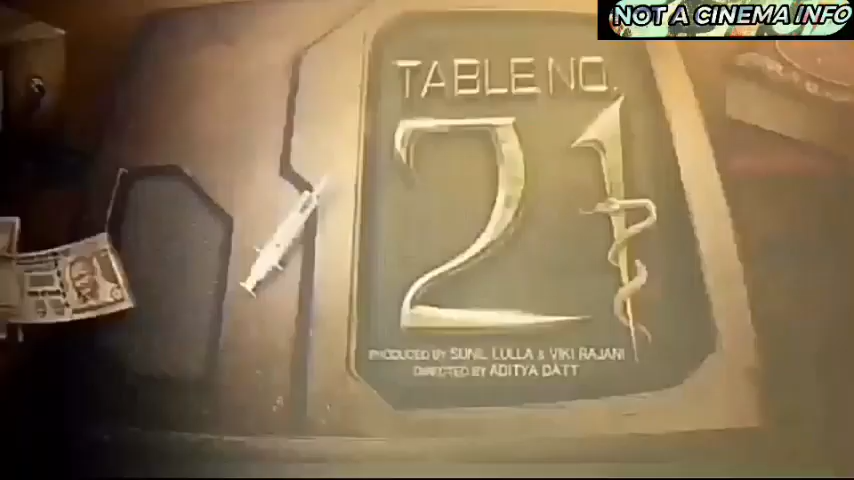 NOT A CINEMA INFO
TABLE NO.
21
PRODUCED BY SUNIL LULLA & VIKI RAJANI
DIRECTED BY ADITYA DATT